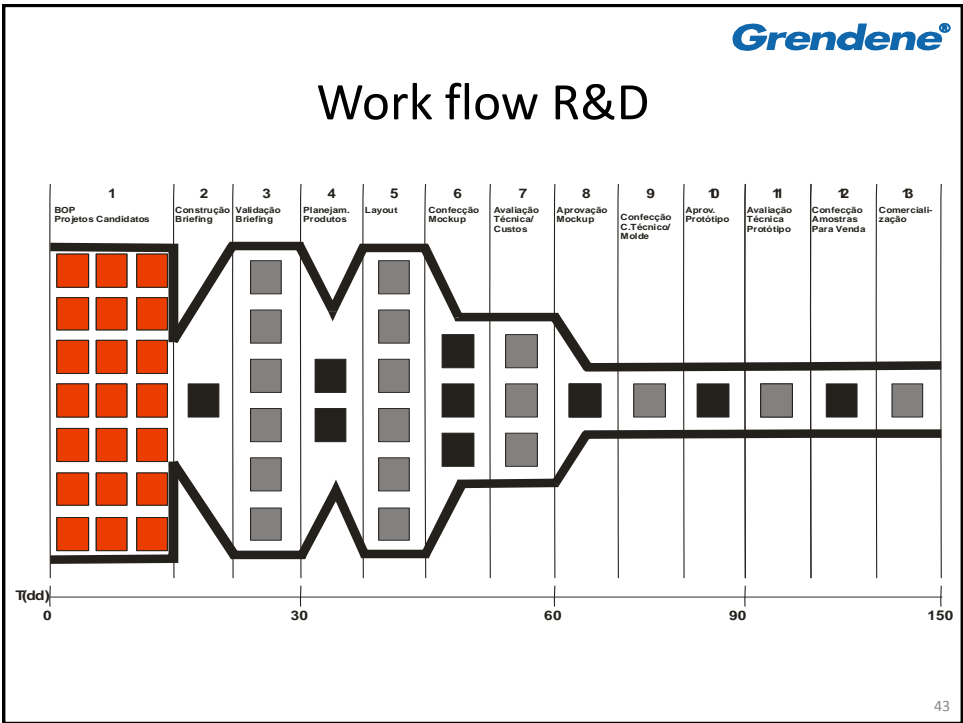 Grendene®
Work flow R&D
1
BOP
Projetos Candidatos
2
Construção
Briefing
3
Validação
Briefing
4
Planejam.
Produtos
5
Layout
6
Confecção
Mockup
7
Avaliação
Técnica/
Custos
8
Aprovação
Mockup
9
Confecção
C.Técnico/
Molde
10
Aprov.
Protótipo
11
Avaliação
Técnica
Protótipo
12
Confecção
Amostras
Para Venda
13
Comerciali-
zação
T(dd)
0
30
60
90
150
43